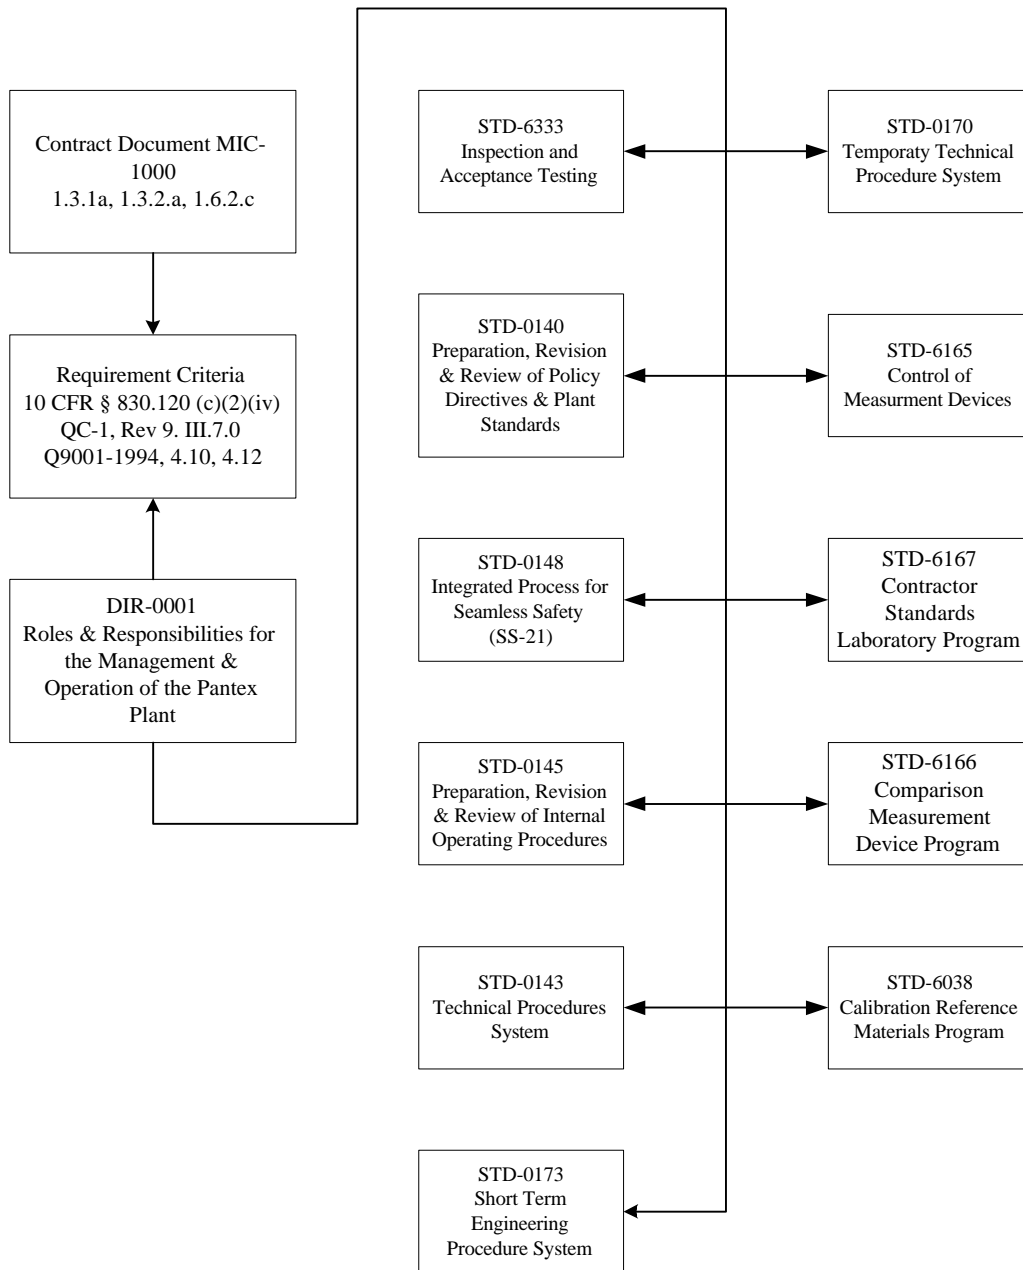 Contract Document MIC-
1000
1.3.1a, 1.3.2.a, 1.6.2.c
Requirement Criteria
10 CFR § 830.120 (c)(2)(iv)
QC-1, Rev 9. III.7.0
Q9001-1994, 4.10, 4.12
DIR-0001
Roles & Responsibilities for
the Management &
Operation of the Pantex
Plant
STD-6333
Inspection and
Acceptance Testing
STD-0140
Preparation, Revision
& Review of Policy
Directives & Plant
Standards
STD-0148
Integrated Process for
Seamless Safety
(SS-21)
STD-0145
Preparation, Revision
& Review of Internal
Operating Procedures
STD-0143
Technical Procedures
System
STD-0173
Short Term
Engineering
Procedure System
STD-0170
Temporaty Technical
Procedure System
STD-6165
Control of
Measurment Devices
STD-6167
Contractor
Standards
Laboratory Program
STD-6166
Comparison
Measurement
Device Program
STD-6038
Calibration Reference
Materials Program